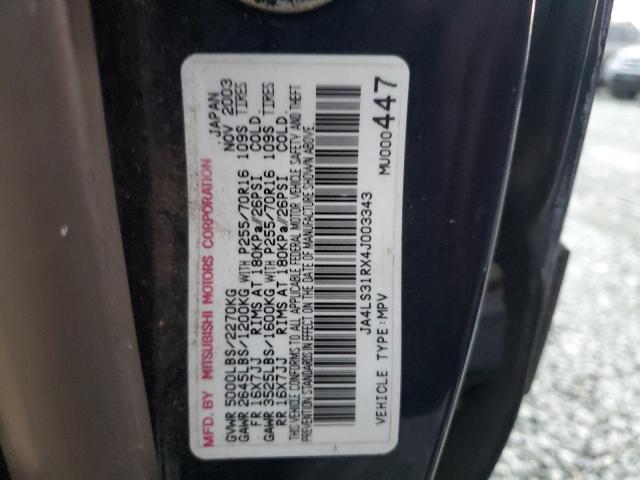 MFD. BY MITSUBISHI MOTORS CORPORATION JAPAN
GVWR 5000LBS/2270KG NOV 2003
GAWR 2645LBS/1200KG WITH P255/70R16 109S TIRES
FR 16X7JJ RIMS AT 180KPa//26PSI COLD
GAWR 3525LBS/1600KG WITH P255/70R16 109S TIRES
RR 16X7JJ RIMS AT 180KPa//26PSI COLD.
THIS VEHICLE CONFORMS TO ALL APPLICABLE FEDERAL MOTOR VEHICLE SAFETY AND THEFT
PREVENTION STANDARDS IN EFFECT ON THE DATE OF MANUFACTURE SHOWN ABOVE.
JA4LS31RX4J003343
VEHICLE TYPE:MPV MU000447